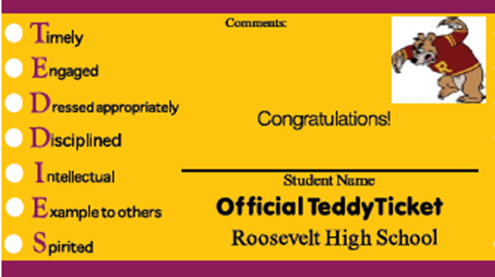 Timely
Engaged
Dressed appropriately
Disciplined
Intellectual
Example to others
Spirited
Comments:
R
Congratulations!
Student Name
Official TeddyTicket
Roosevelt High School